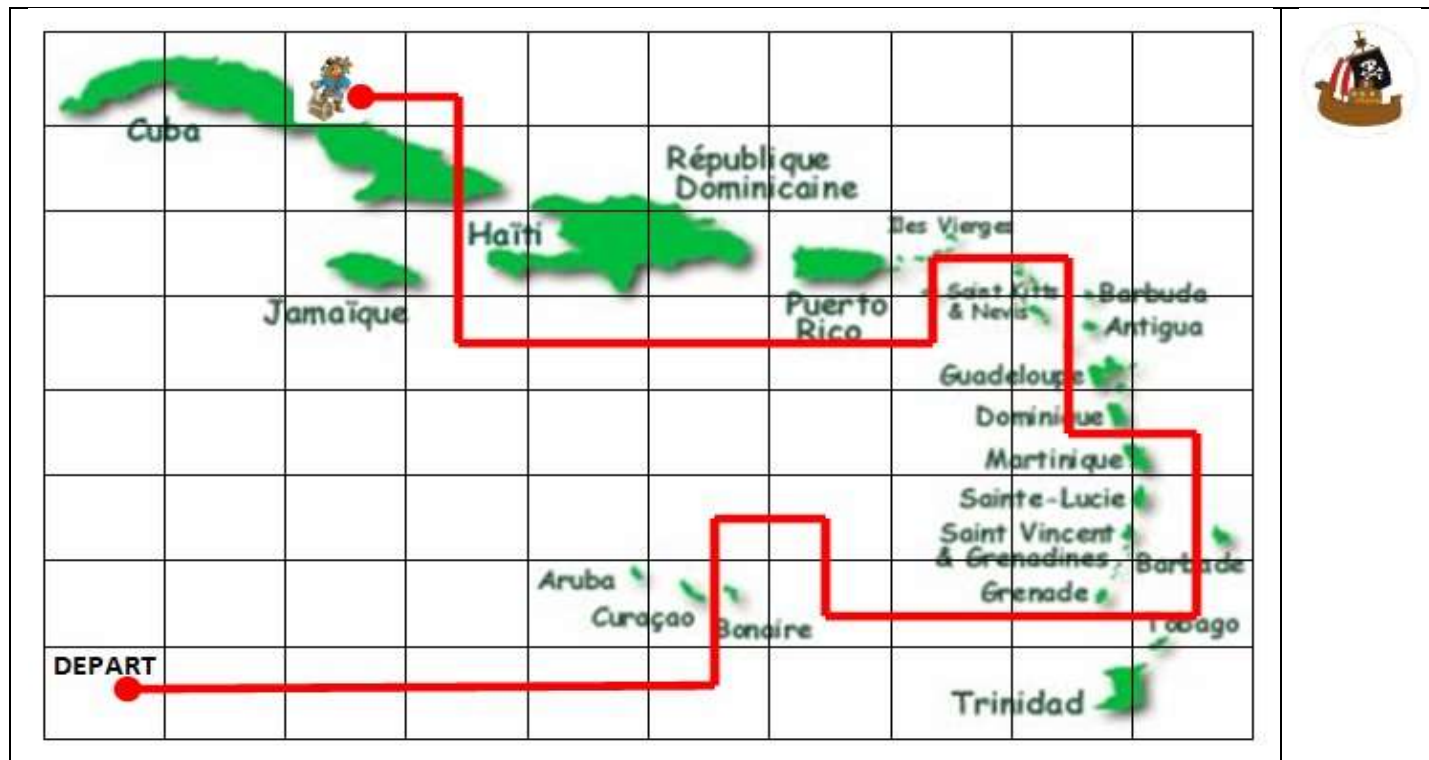 Cuba
République
Dominicaine
Iles Vierges
Haïti
Saint Kitts
& Nevis
Barbuda
Jamaïque
Puerto
Rico
Antigua
Guadeloupe
Dominique
Martinique
Sainte-Lucie
Saint Vincent
& Grenadines
Barbade
Aruba
Grenade
Curaçao
Bonaire
Tobago
DEPART
Trinidad